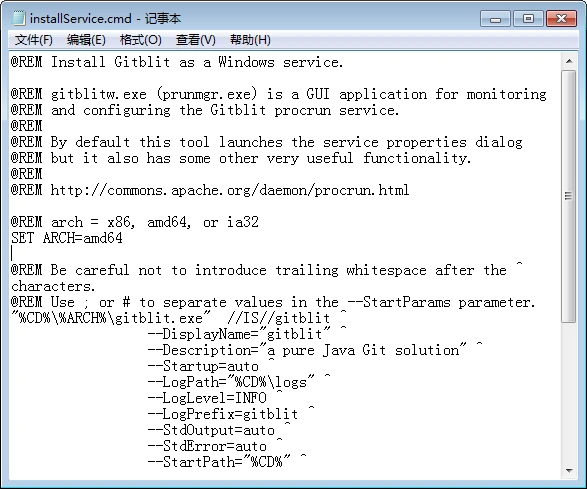 installService.cmd - 记事本
文件(F) 编辑(E) 格式(O) 查看(V) 帮助(H)
@REM Install Gitblit as a Windows service.
@REM gitblitw.exe (prunmgr.exe) is a GUI application for monitoring
@REM and configuring the Gitblit procrun service.
@REM
@REM By default this tool launches the service properties dialog
@REM but it also has some other very useful functionality.
@REM
@REM http://commons.apache.org/daemon/procrun.html
@REM arch = x86, amd64, or ia32
SET ARCH=amd64
@REM Be careful not to introduce trailing whitespace after the ^
characters.
@REM Use ; or # to separate values in the --StartParams parameter.
"%CD%\%ARCH%\gitblit.exe"  //IS//gitblit ^
--DisplayName="gitblit" ^
--Description="a pure Java Git solution" ^
--Startup=auto ^
--LogPath="%CD%\logs" ^
--LogLevel=INFO ^
--LogPrefix=gitblit ^
--StdOutput=auto ^
--StdError=auto ^
--StartPath="%CD%" ^